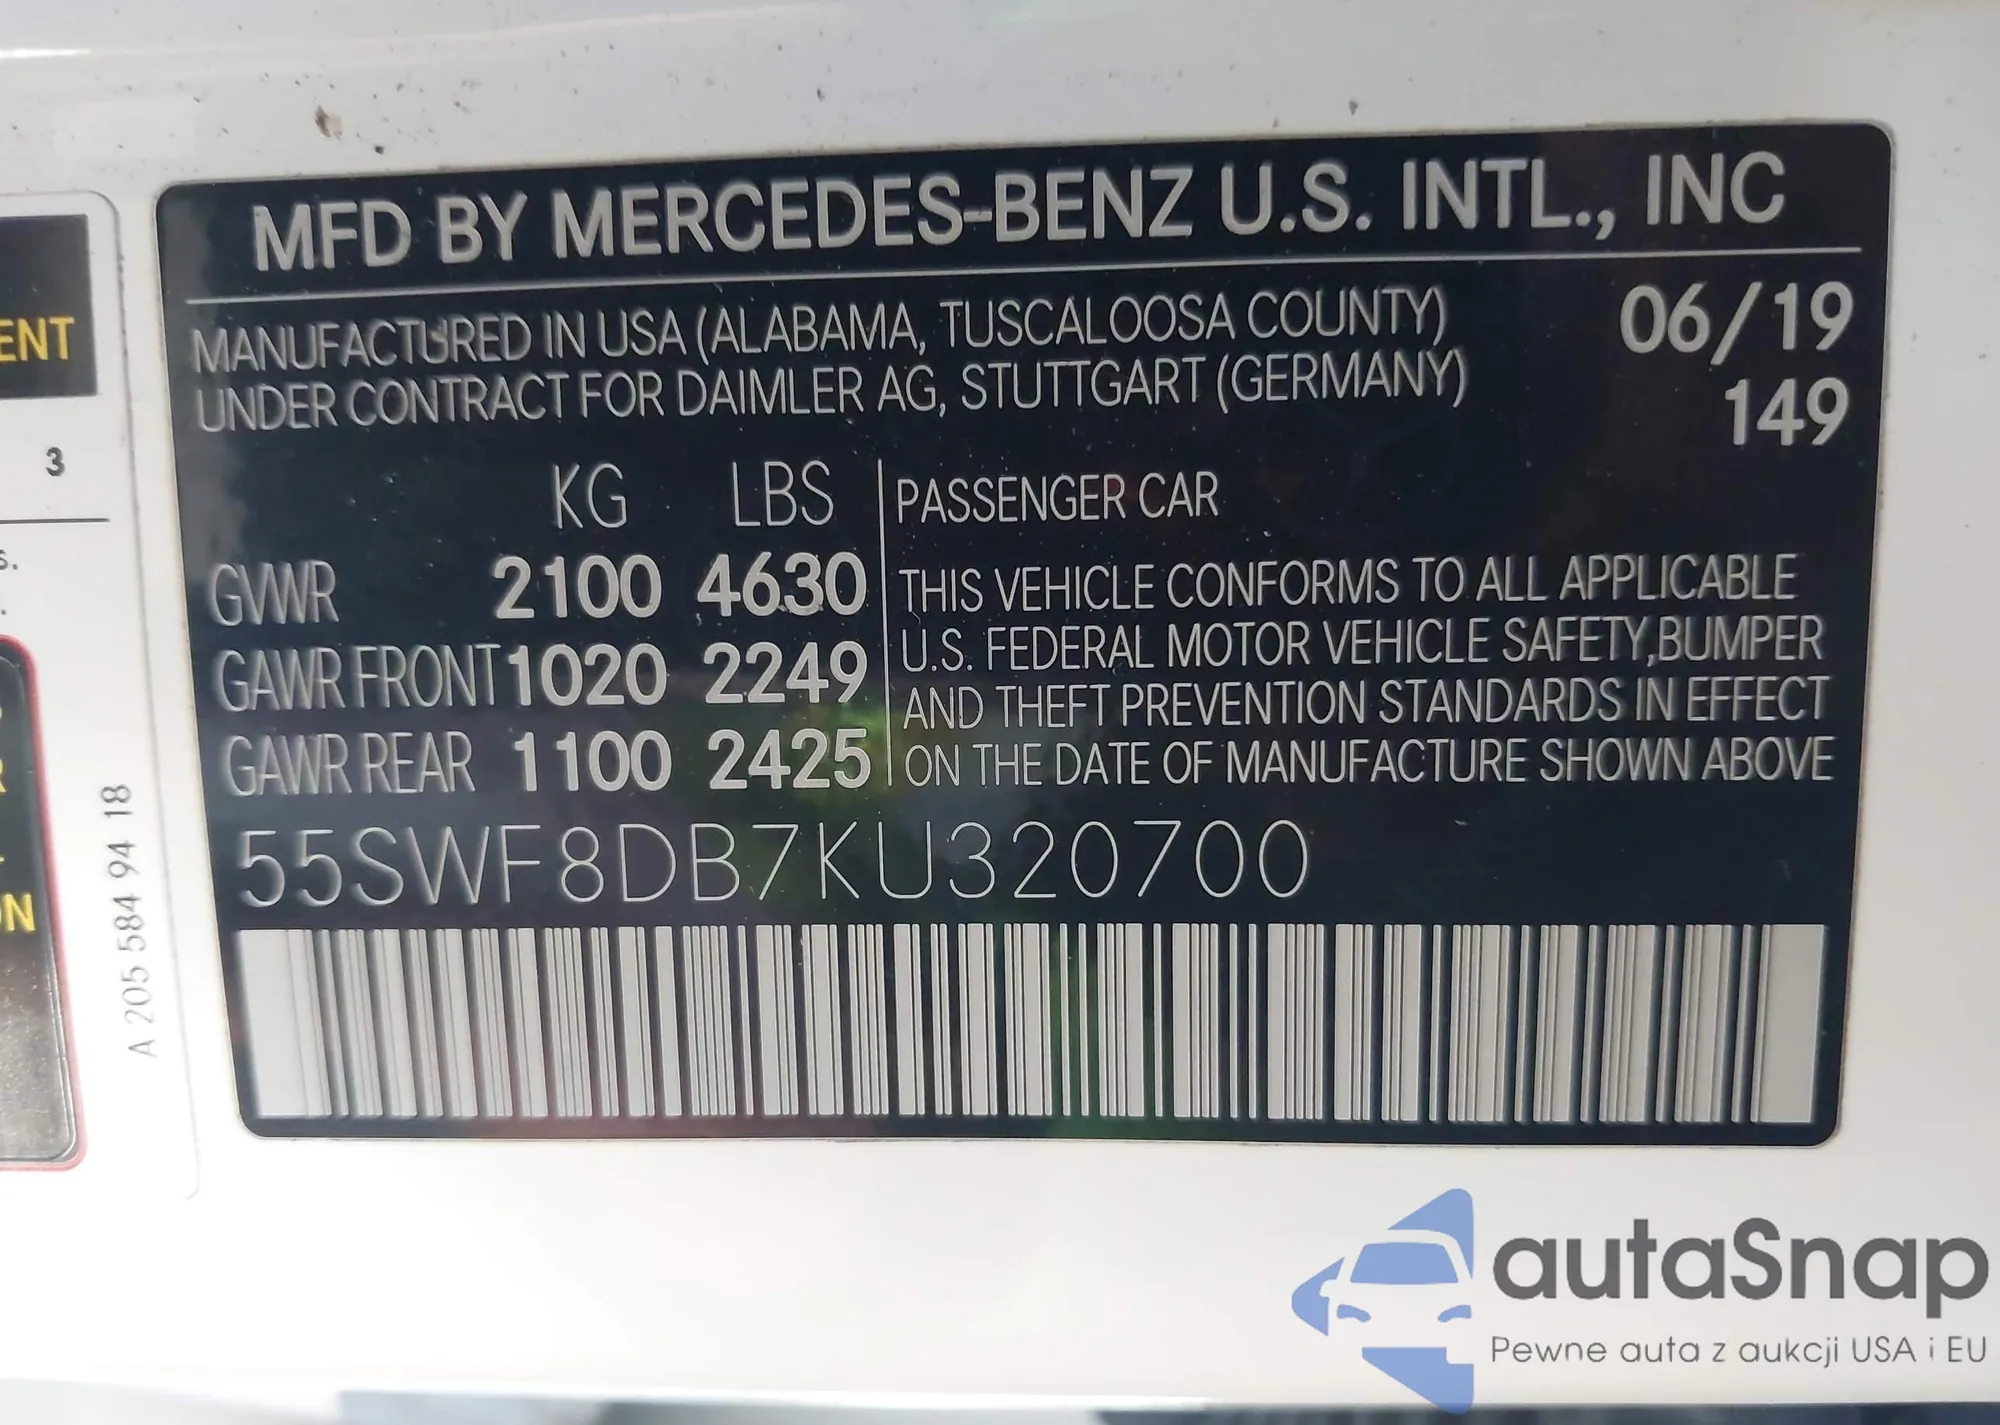 MFD BY MERCEDES-BENZ U.S. INTL., INC
MANUFACTURED IN USA (ALABAMA, TUSCALOOSA COUNTY) 06/19
UNDER CONTRACT FOR DAIMLER AG, STUTTGART (GERMANY) 149
KG LBS
GVWR 2100 4630
GAWR FRONT 1020 2249
GAWR REAR 1100 2425
PASSENGER CAR
THIS VEHICLE CONFORMS TO ALL APPLICABLE
U.S. FEDERAL MOTOR VEHICLE SAFETY,BUMPER
AND THEFT PREVENTION STANDARDS IN EFFECT
ON THE DATE OF MANUFACTURE SHOWN ABOVE
55SWF8DB7KU320700
3
A 205 584 94 18
autaSnap
Pewne auta z aukcji USA i EU